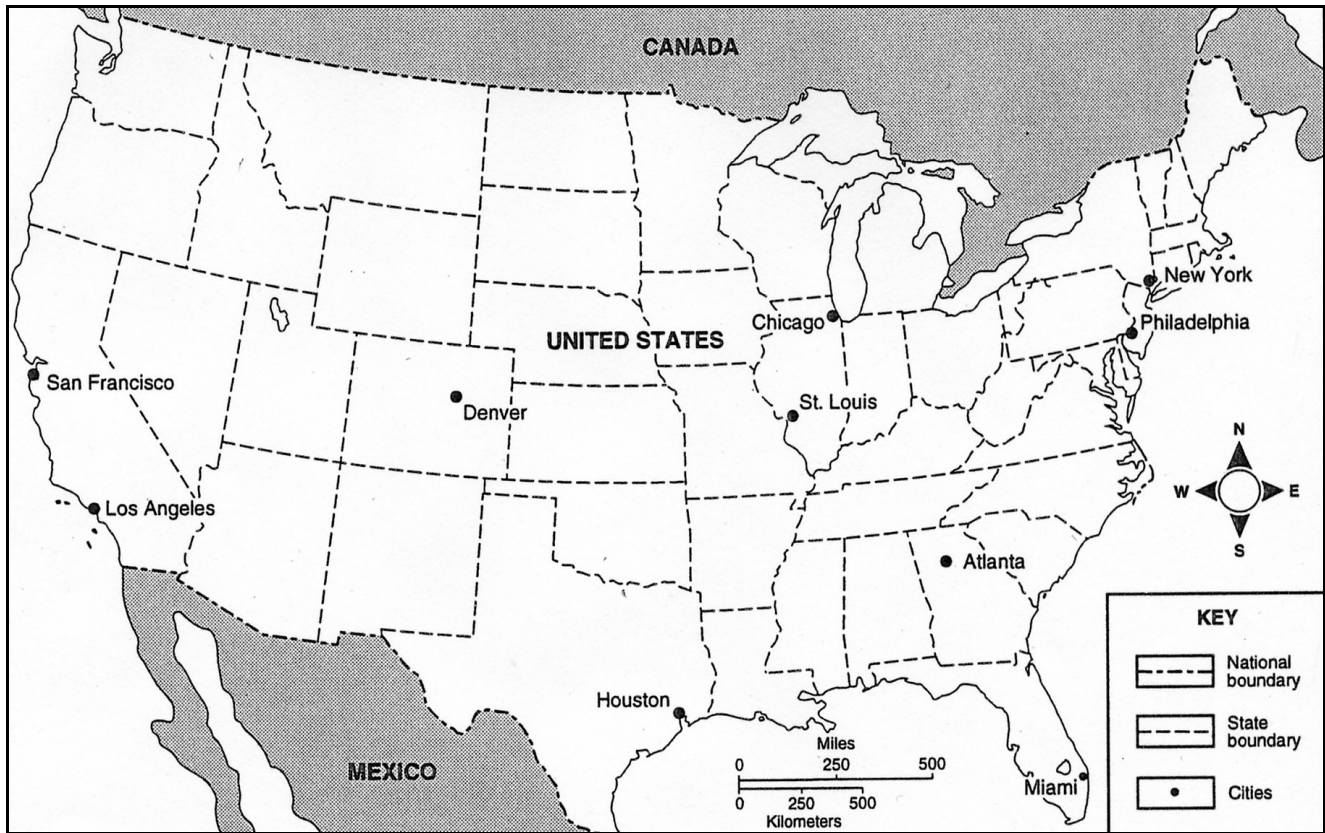 CANADA
New York
Philadelphia
Chicago
UNITED STATES
San Francisco
Denver
St. Louis
N
W
E
S
Los Angeles
Atlanta
Houston
Miami
MEXICO
Miles
0 250 500
0 250 500
Kilometers
KEY
National
boundary
State
boundary
Cities